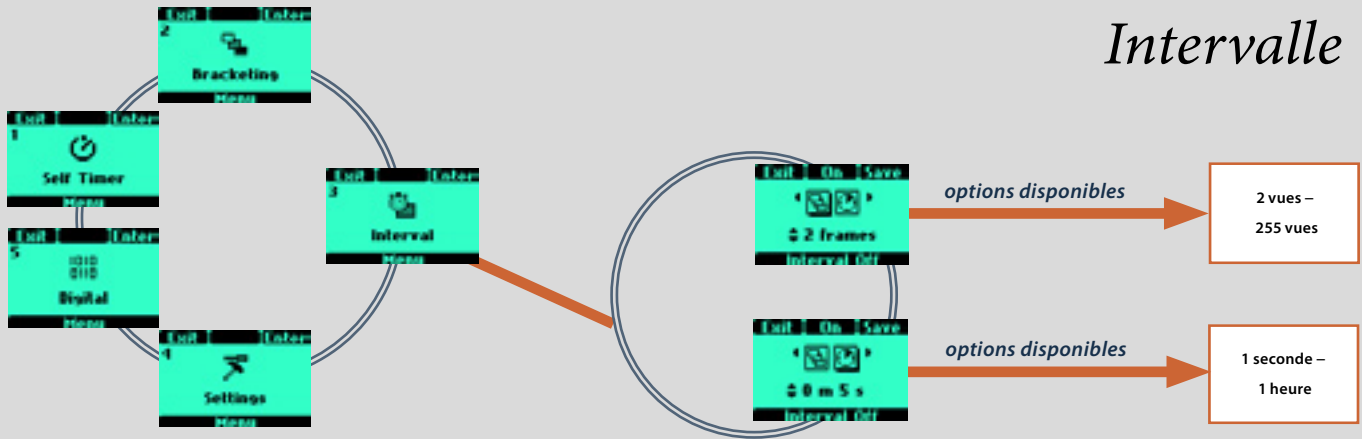 Intervalle
Exit Enter
2
Bracketing
Menu
Exit Enter
1
Self Timer
Menu
Exit Enter
3
Interval
Menu
Exit Enter
5
1010
0110
Digital
Menu
Exit Enter
4
Settings
Menu
Exit On Save
2 frames
Interval Off
options disponibles
2 vues –
255 vues
Exit On Save
0 m 5 s
Interval Off
options disponibles
1 seconde –
1 heure